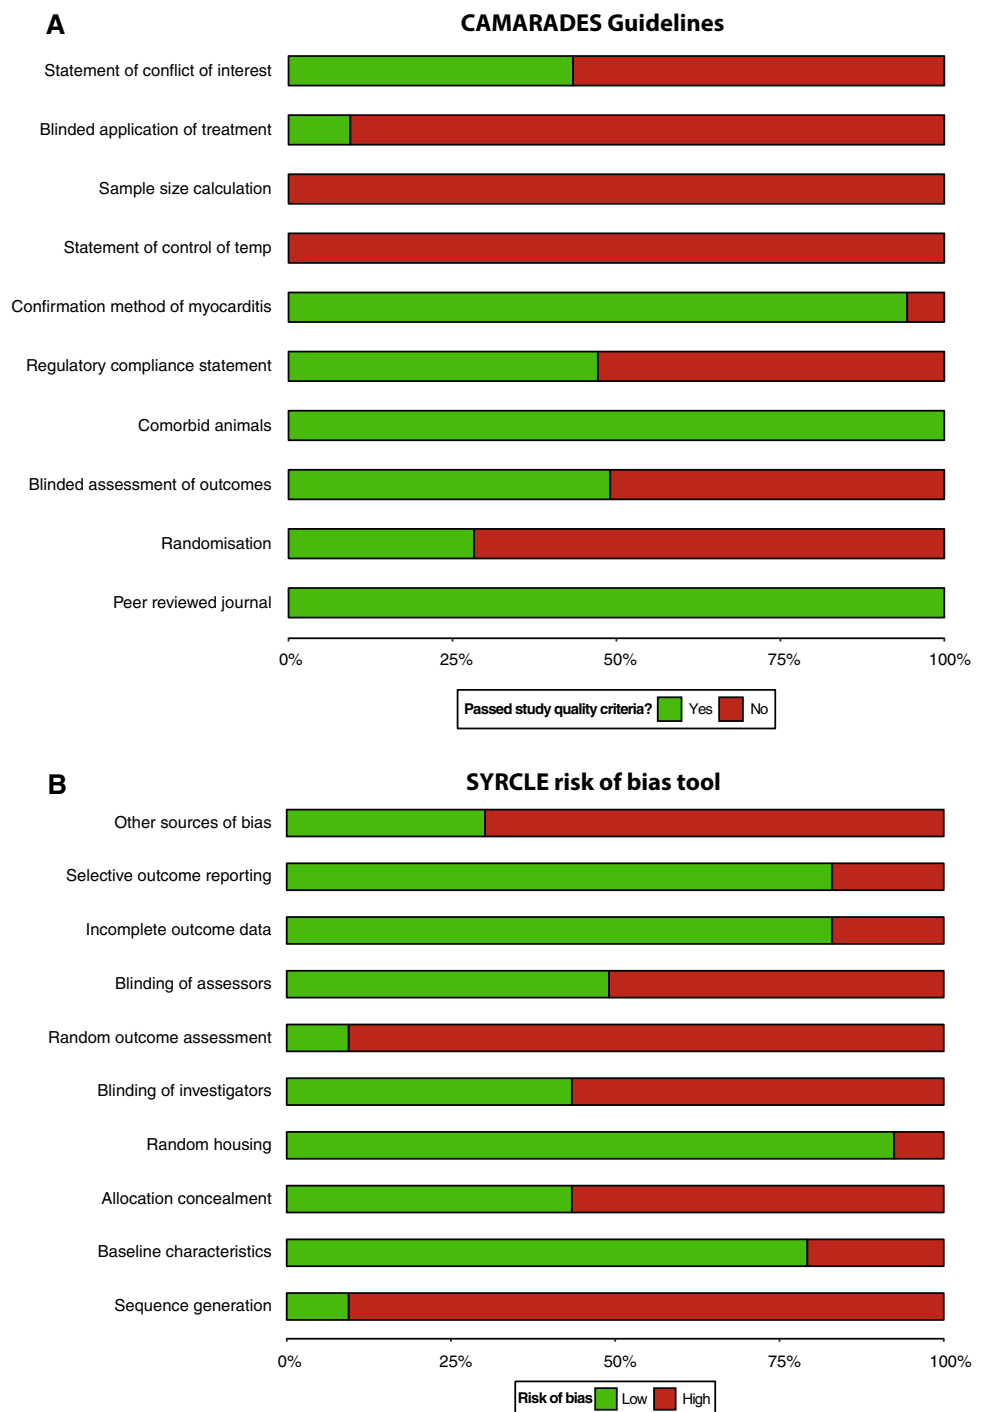 A
CAMARADES Guidelines
Statement of conflict of interest
Blinded application of treatment
Sample size calculation
Statement of control of temp
Confirmation method of myocarditis
Regulatory compliance statement
Comorbid animals
Blinded assessment of outcomes
Randomisation
Peer reviewed journal
0% 25% 50% 75% 100%
Passed study quality criteria? Yes No
B
SYRCLE risk of bias tool
Other sources of bias
Selective outcome reporting
Incomplete outcome data
Blinding of assessors
Random outcome assessment
Blinding of investigators
Random housing
Allocation concealment
Baseline characteristics
Sequence generation
0% 25% 50% 75% 100%
Risk of bias Low High